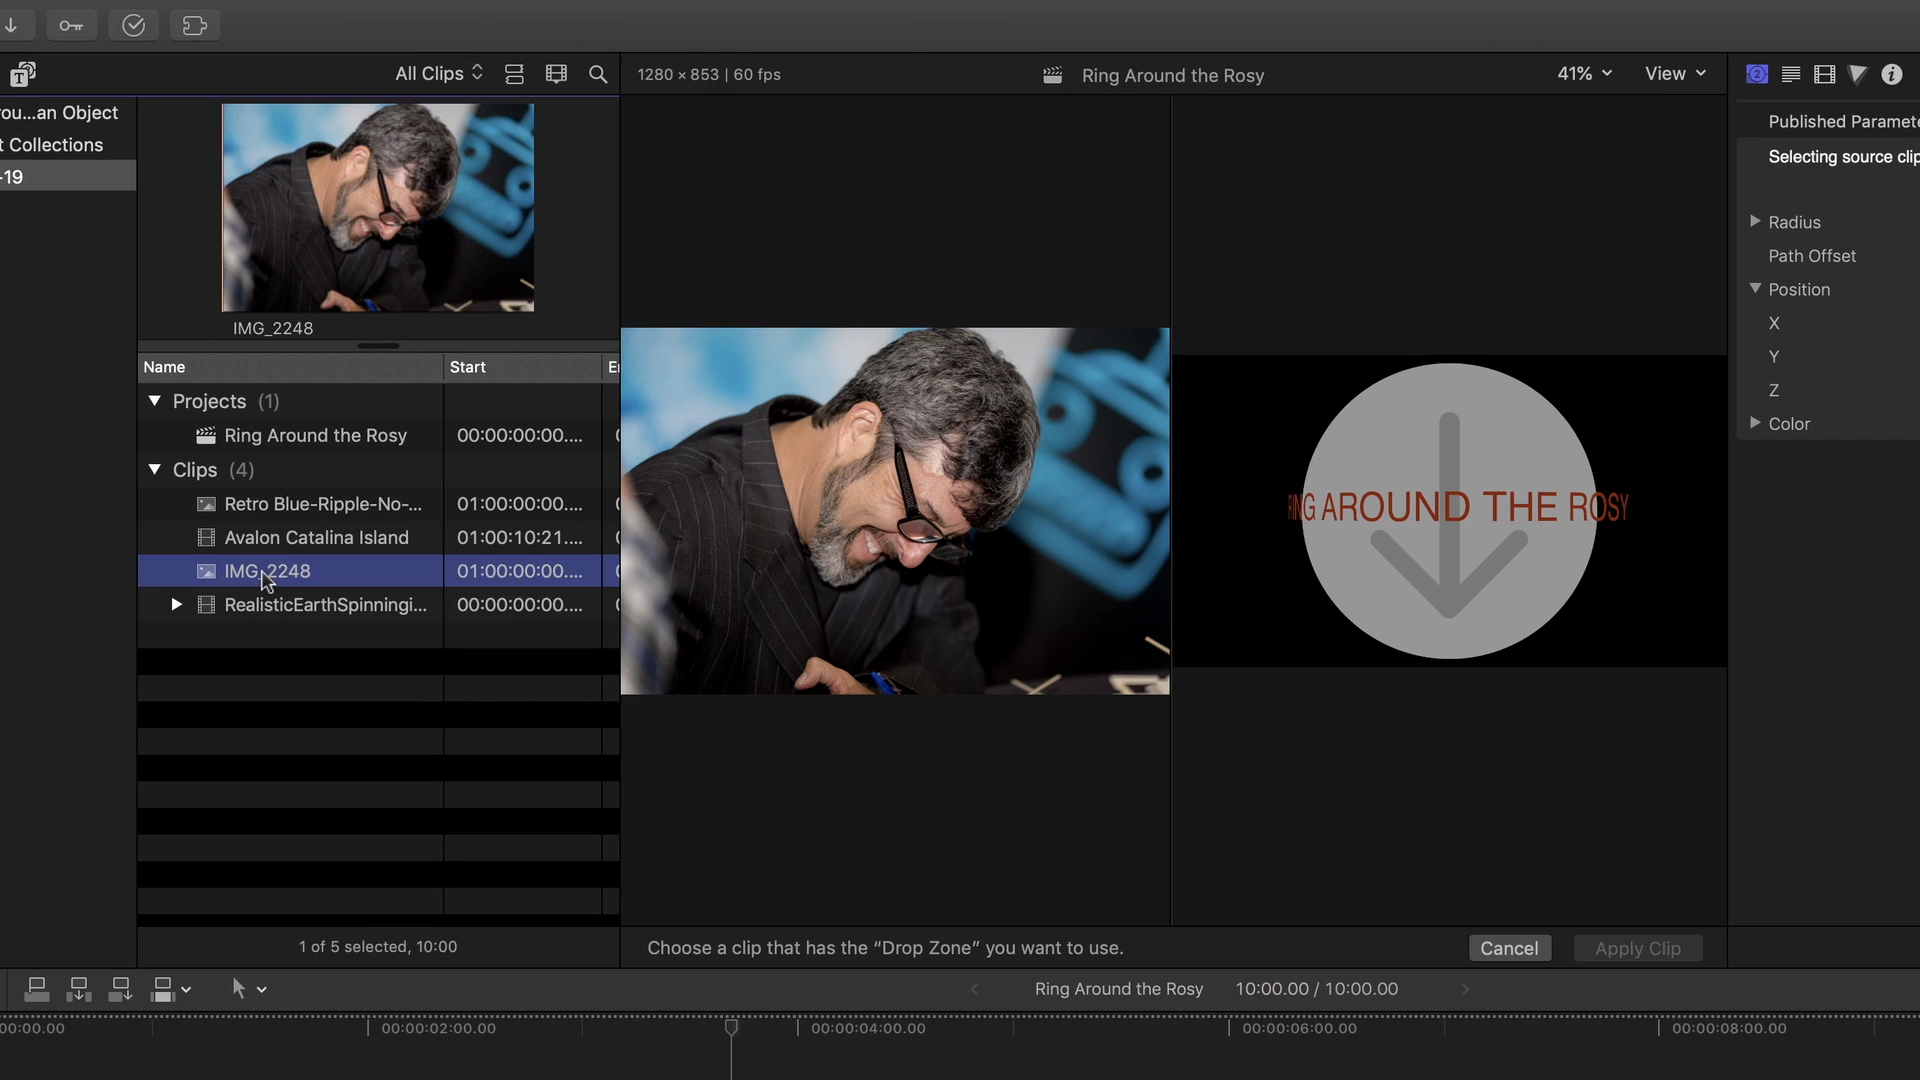 All Clips
1280 × 853 | 60 fps
Ring Around the Rosy
41%
View
rou...an Object
t Collections
-19
IMG_2248
Name
Start
Projects (1)
Ring Around the Rosy
00:00:00:00....
Clips (4)
Retro Blue-Ripple-No-...
01:00:00:00....
Avalon Catalina Island
01:00:10:21....
IMG_2248
01:00:00:00....
RealisticEarthSpinningi...
00:00:00:00....
1 of 5 selected, 10:00
RING AROUND THE ROSY
Choose a clip that has the “Drop Zone” you want to use.
Cancel
Apply Clip
Published Paramete
Selecting source clip
Radius
Path Offset
Position
X
Y
Z
Color
Ring Around the Rosy
10:00.00 / 10:00.00
00:00.00
00:00:02:00.00
00:00:04:00.00
00:00:06:00.00
00:00:08:00.00